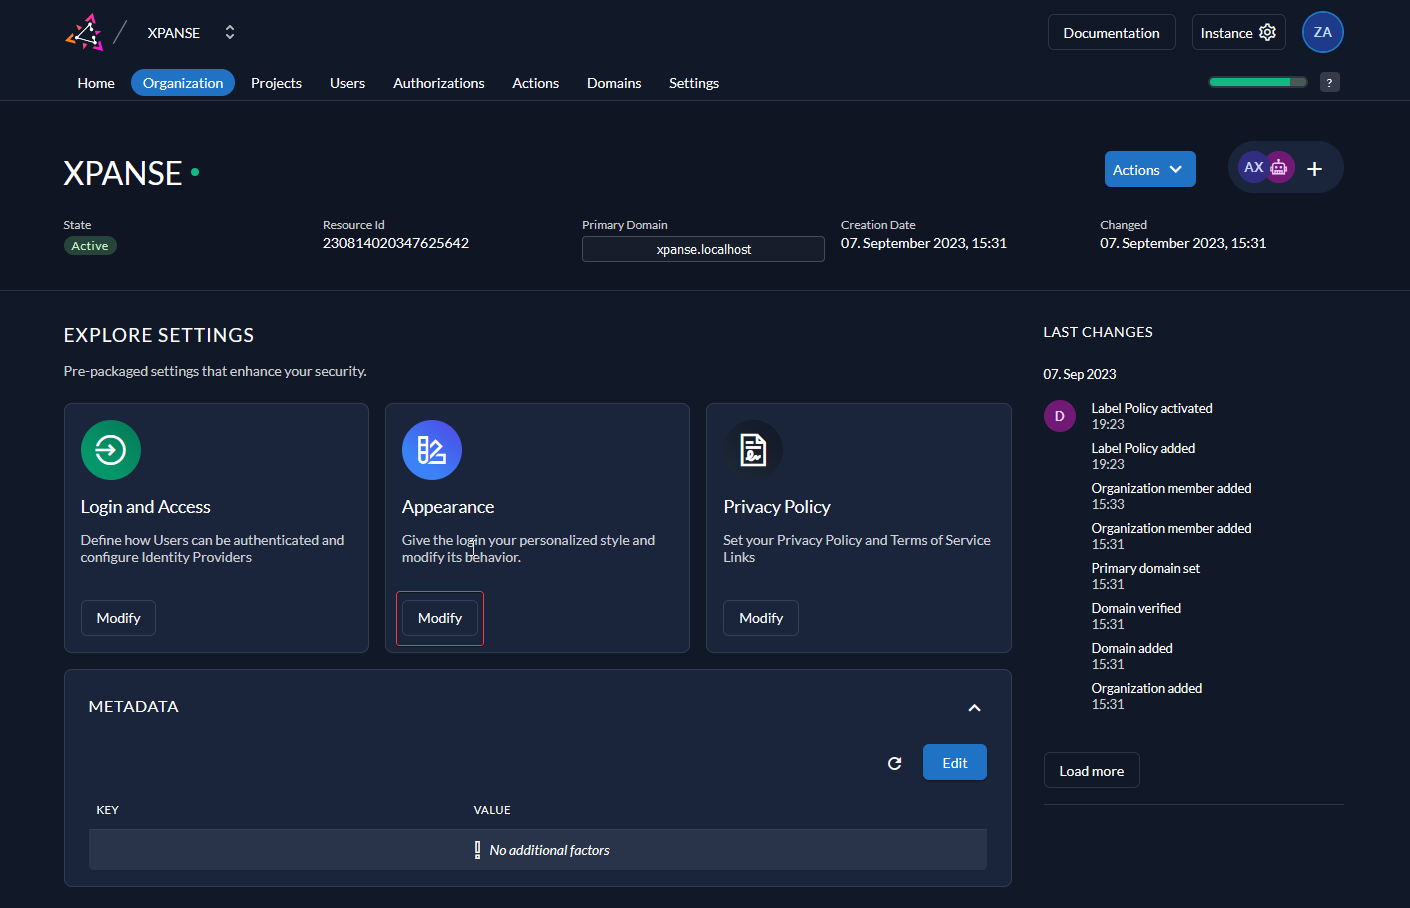 XPANSE
Documentation
Instance
ZA
Home Organization Projects Users Authorizations Actions Domains Settings
?
XPANSE
Actions
AX
State
Active
Resource Id
230814020347625642
Primary Domain
xpanse.localhost
Creation Date
07. September 2023, 15:31
Changed
07. September 2023, 15:31
EXPLORE SETTINGS
Pre-packaged settings that enhance your security.
Login and Access
Define how Users can be authenticated and
configure Identity Providers
Modify
Appearance
Give the login your personalized style and
modify its behavior.
Modify
Privacy Policy
Set your Privacy Policy and Terms of Service
Links
Modify
METADATA
Edit
KEY VALUE
No additional factors
LAST CHANGES
07. Sep 2023
D
Label Policy activated
19:23
Label Policy added
19:23
Organization member added
15:33
Organization member added
15:31
Primary domain set
15:31
Domain verified
15:31
Domain added
15:31
Organization added
15:31
Load more